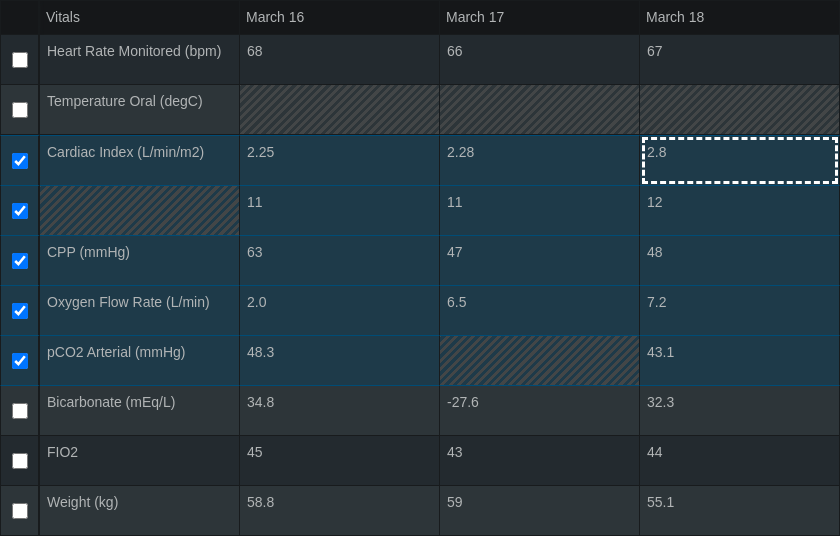 Vitals March 16 March 17 March 18
Heart Rate Monitored (bpm) 68 66 67
Temperature Oral (degC)
Cardiac Index (L/min/m2) 2.25 2.28 2.8
11 11 12
CPP (mmHg) 63 47 48
Oxygen Flow Rate (L/min) 2.0 6.5 7.2
pCO2 Arterial (mmHg) 48.3 43.1
Bicarbonate (mEq/L) 34.8 -27.6 32.3
FIO2 45 43 44
Weight (kg) 58.8 59 55.1